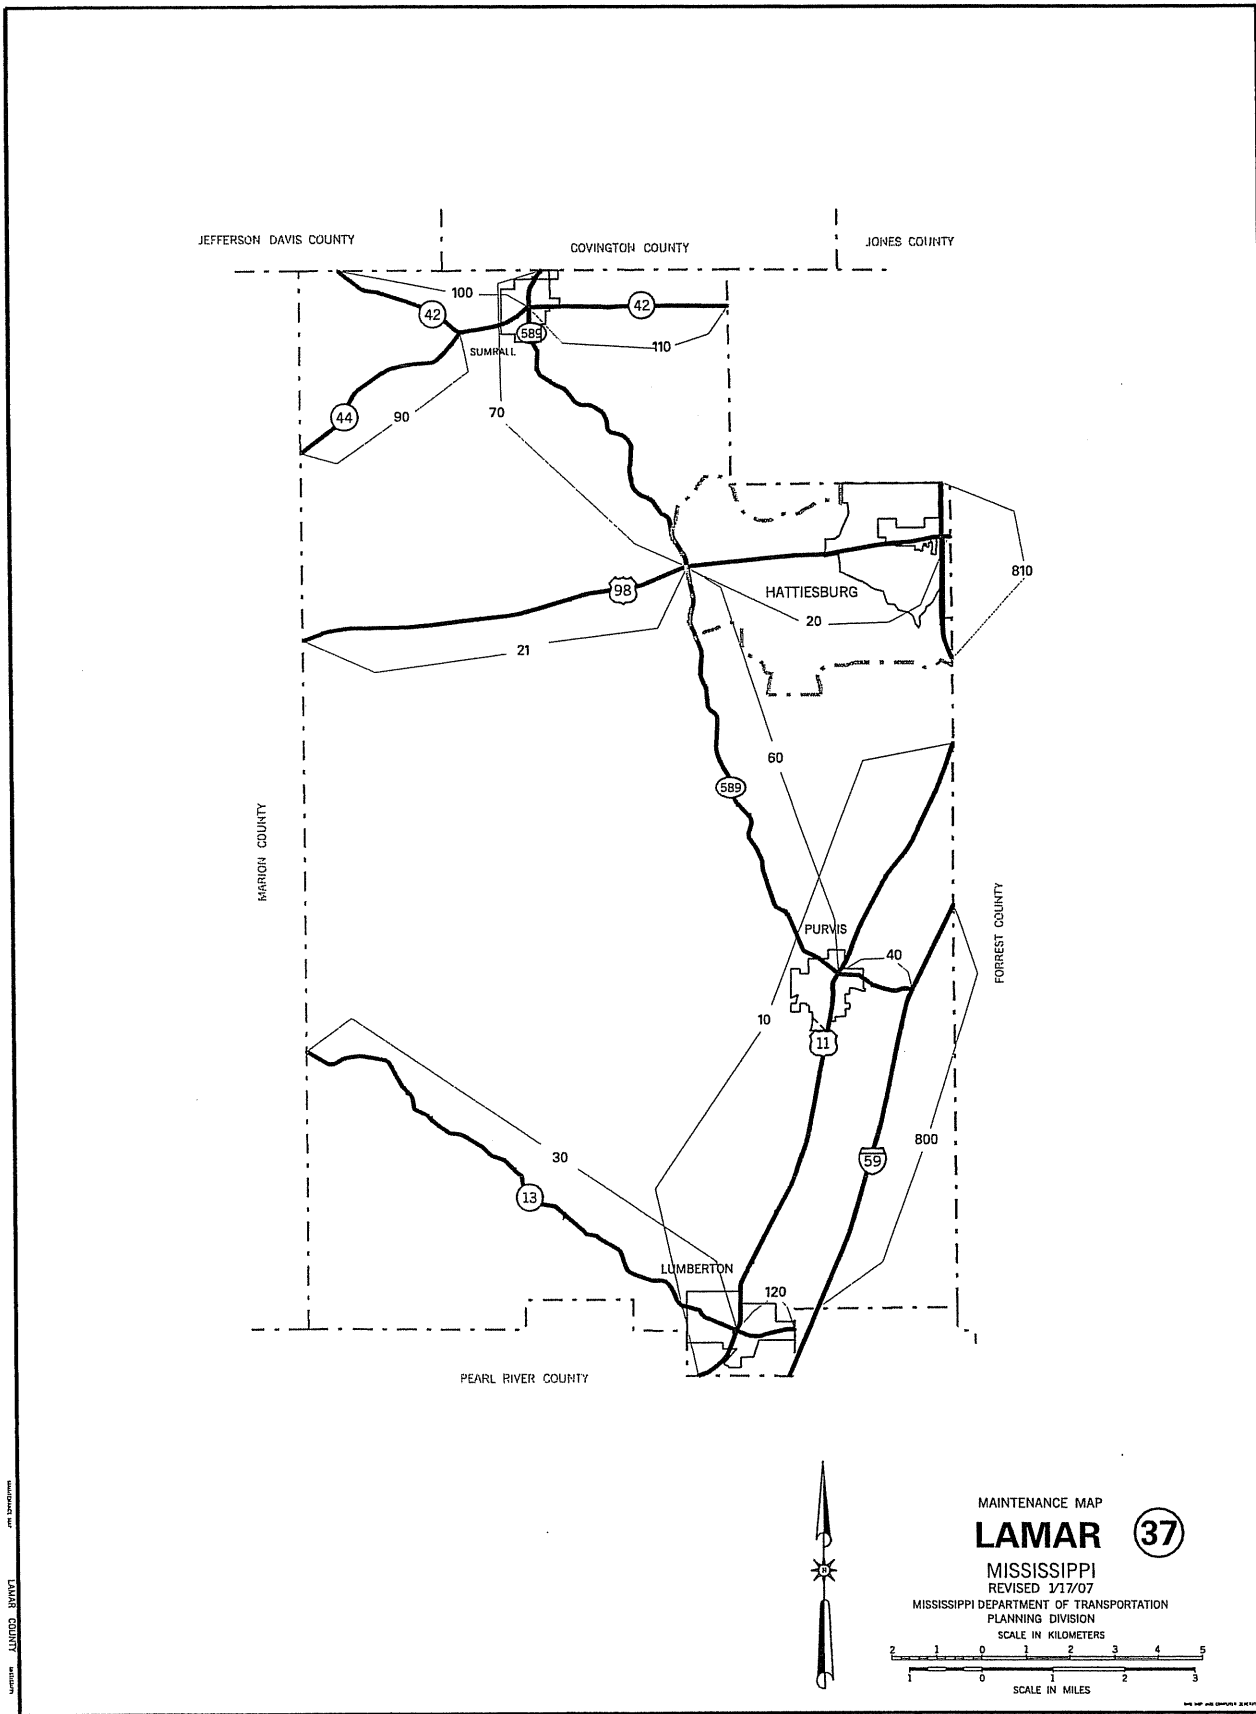 JEFFERSON DAVIS COUNTY
COVINGTON COUNTY
JONES COUNTY
100
42
42
589
SUMRALL
110
44
90
70
810
98
HATTIESBURG
20
21
60
589
MARION COUNTY
FORREST COUNTY
PURVIS
40
10
11
30
800
59
13
LUMBERTON
120
PEARL RIVER COUNTY
N
MAINTENANCE MAP
LAMAR 37
MISSISSIPPI
REVISED 1/17/07
MISSISSIPPI DEPARTMENT OF TRANSPORTATION
PLANNING DIVISION
SCALE IN KILOMETERS
2 1 0 1 2 3 4 5
1 0 1 2 3
SCALE IN MILES
MAINTENANCE MAP
LAMAR COUNTY